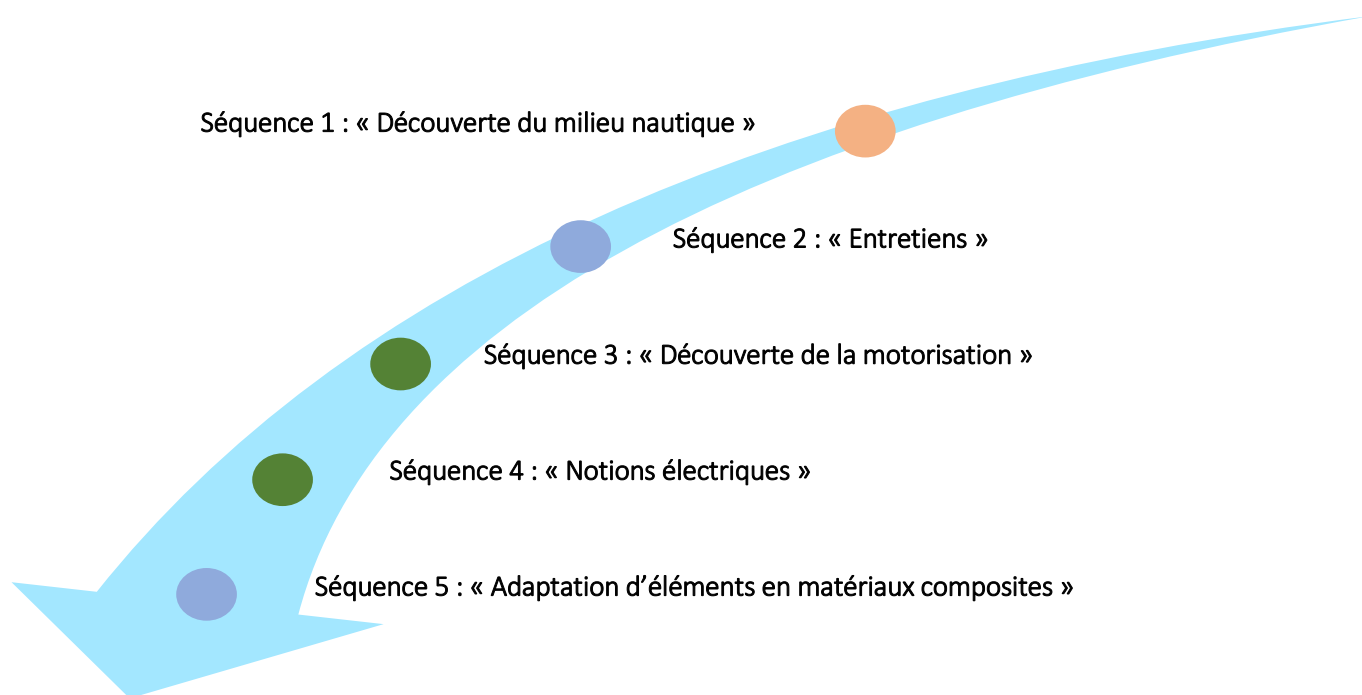 Séquence 1 : « Découverte du milieu nautique »
Séquence 2 : « Entretiens »
Séquence 3 : « Découverte de la motorisation »
Séquence 4 : « Notions électriques »
Séquence 5 : « Adaptation d’éléments en matériaux composites »